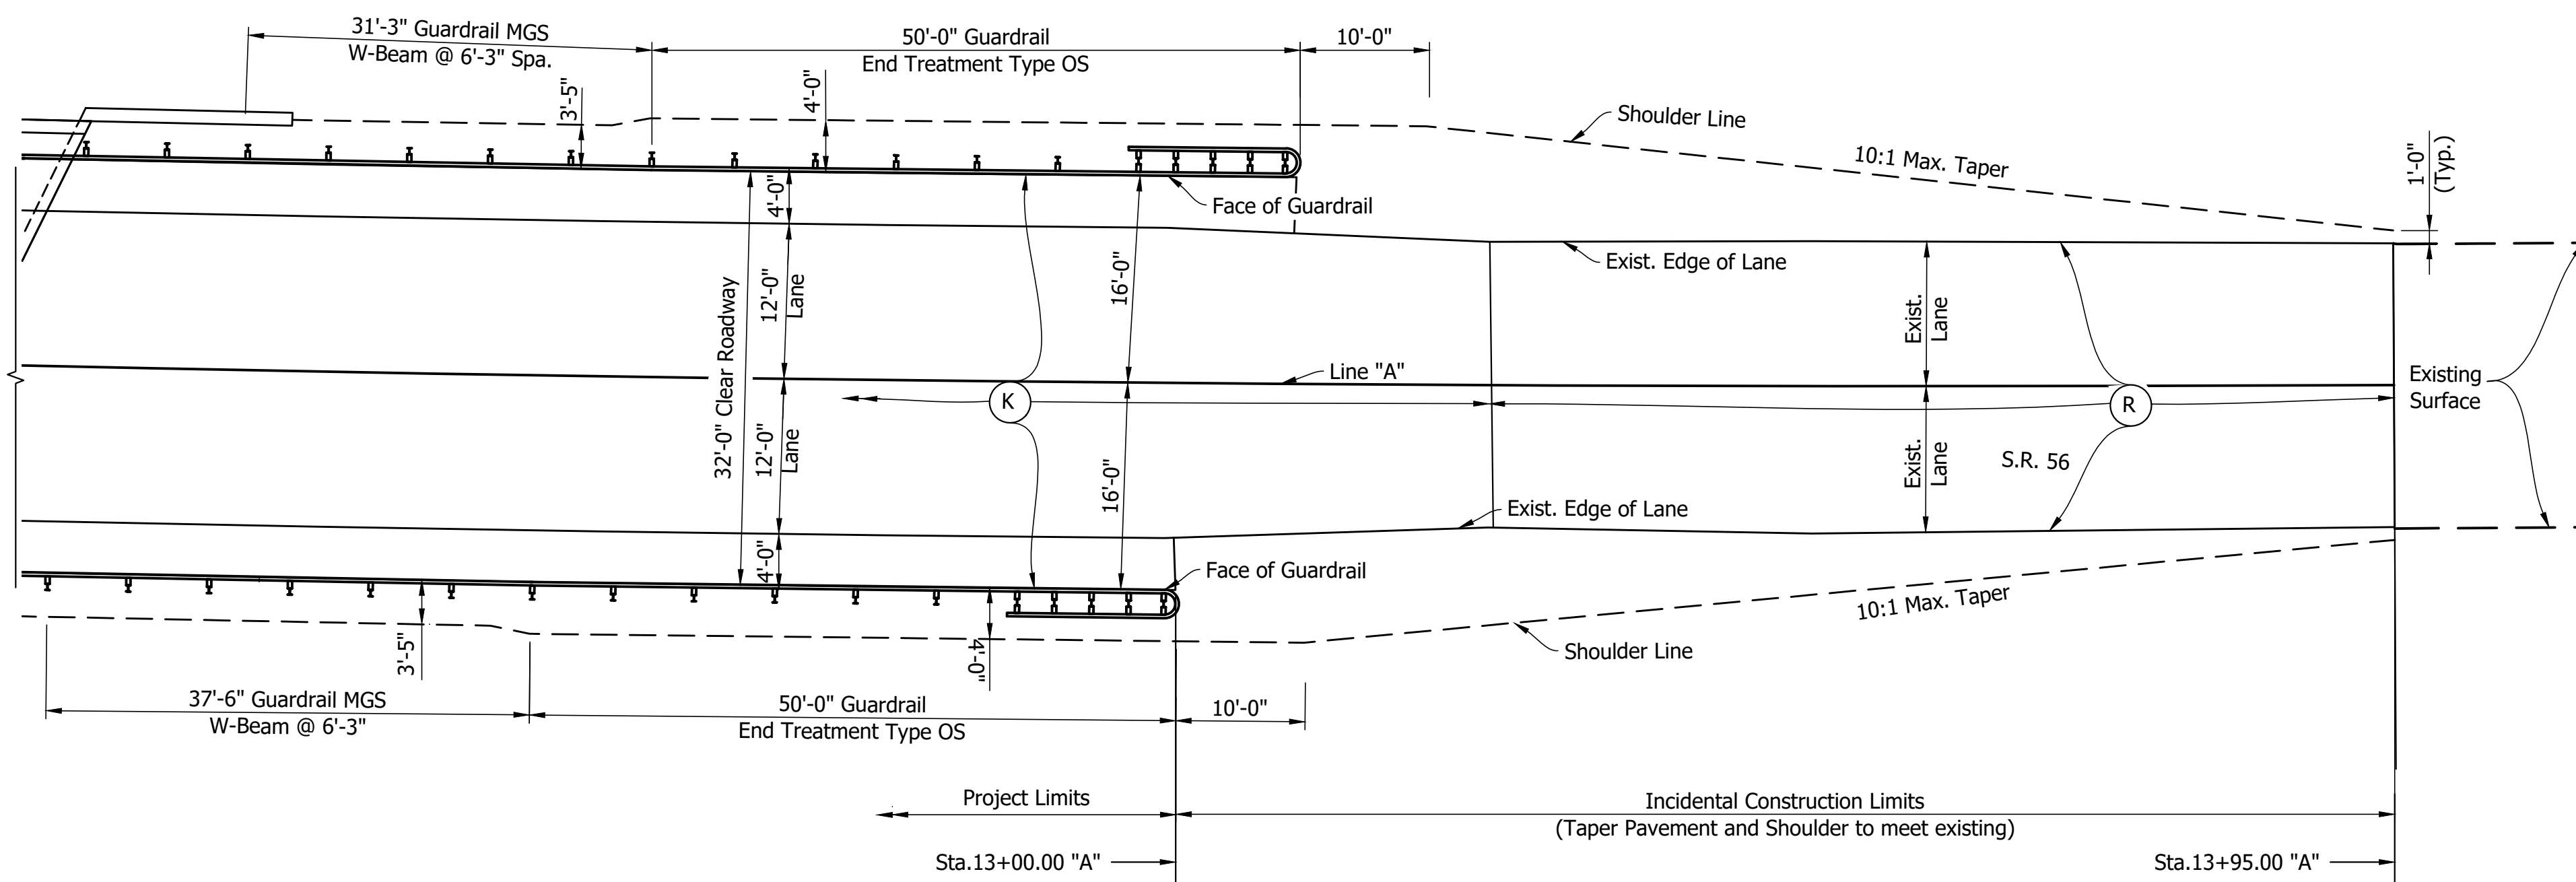 31'-3" Guardrail MGS
W-Beam @ 6'-3" Spa.
50'-0" Guardrail
End Treatment Type OS
10'-0"
3'-5"
4'-0"
Shoulder Line
10:1 Max. Taper
1'-0"
(Typ.)
4'-0"
Face of Guardrail
12'-0"
Lane
16'-0"
Exist. Edge of Lane
Exist.
Lane
32'-0" Clear Roadway
Line "A"
K
R
Existing
Surface
12'-0"
Lane
16'-0"
Exist.
Lane
S.R. 56
Exist. Edge of Lane
4'-0"
Face of Guardrail
10:1 Max. Taper
3'-5"
4'-0"
Shoulder Line
37'-6" Guardrail MGS
W-Beam @ 6'-3"
50'-0" Guardrail
End Treatment Type OS
10'-0"
Project Limits
Incidental Construction Limits
(Taper Pavement and Shoulder to meet existing)
Sta.13+00.00 "A"
Sta.13+95.00 "A"